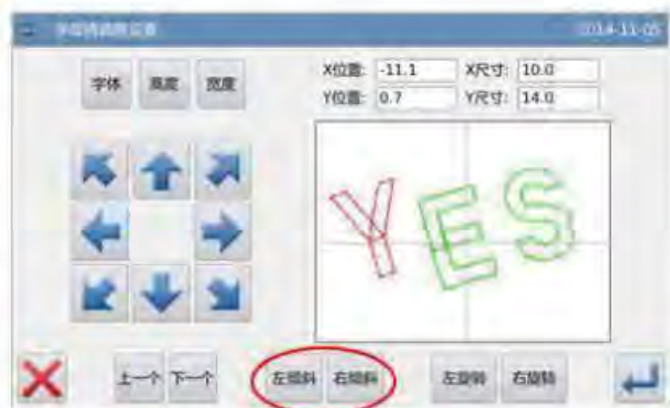 2014-11-05
字体 高度 宽度
X位置: -11.1 X尺寸: 10.0
Y位置: 0.7 Y尺寸: 14.0
YES
上一个 下一个 左倾斜 右倾斜 左旋转 右旋转